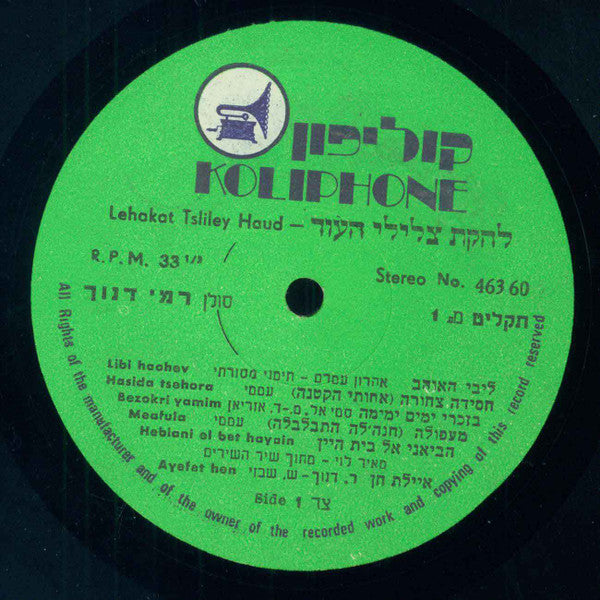 קוליפון
KOLIPHONE
Lehakat Tsliley Haud – להקת צלילי העוד
R.P.M. 33 1/2
Stereo No. 46360
סולן רמי דנוך
תקליט מ. 1
Libi haohev ליבי האוהב אהרון עמרם - תימני מסורתי
Hasida tsehora חסידה צחורה (אחותי הקטנה) עממי
Bezokri yamim בזכרי ימים ימימה סמי אל.מ.-ד. אוריאן
Meafula מעפולה (חנה'לה התבלבלה) עממי
Hebiani el bet hayain הביאני אל בית היין
מאיר לוי - מתוך שיר השירים
Ayelet hen איילת חן ר. דנוך - ש. שבזי
Side 1 צד
All Rights of the manufacturer and of the owner of the recorded work and copying of this record reserved